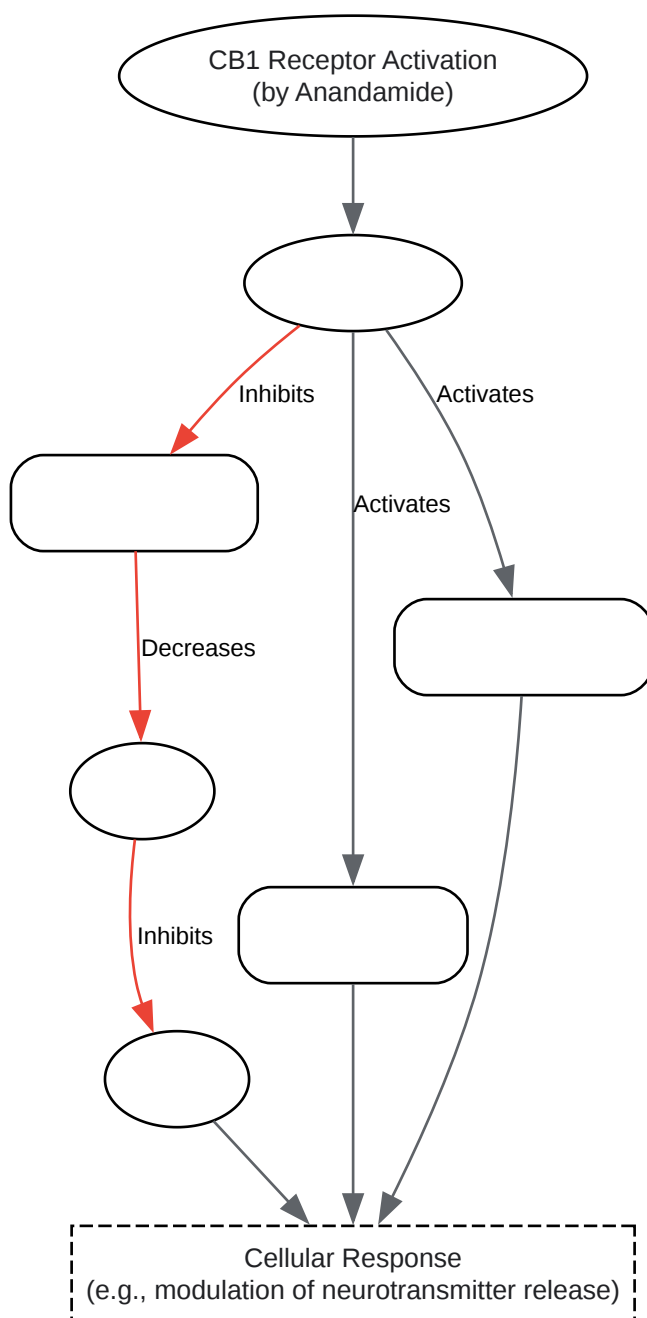 CB1 Receptor Activation
(by Anandamide)
Inhibits
Activates
Activates
Decreases
Inhibits
Cellular Response
(e.g., modulation of neurotransmitter release)